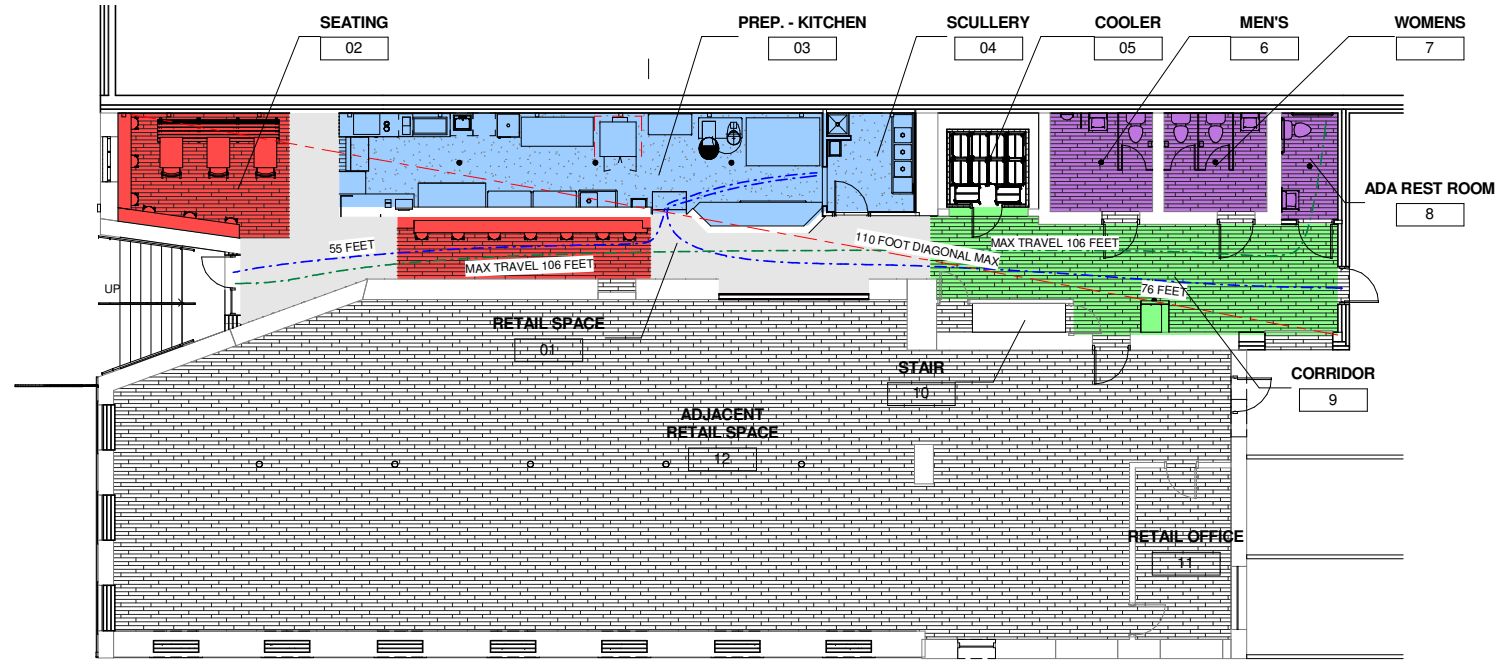 SEATING
02
PREP. - KITCHEN
03
SCULLERY
04
COOLER
05
MEN'S
6
WOMENS
7
ADA REST ROOM
8
55 FEET
MAX TRAVEL 106 FEET
110 FOOT DIAGONAL MAX
MAX TRAVEL 106 FEET
76 FEET
UP
RETAIL SPACE
01
STAIR
10
CORRIDOR
9
ADJACENT
RETAIL SPACE
12
RETAIL OFFICE
11